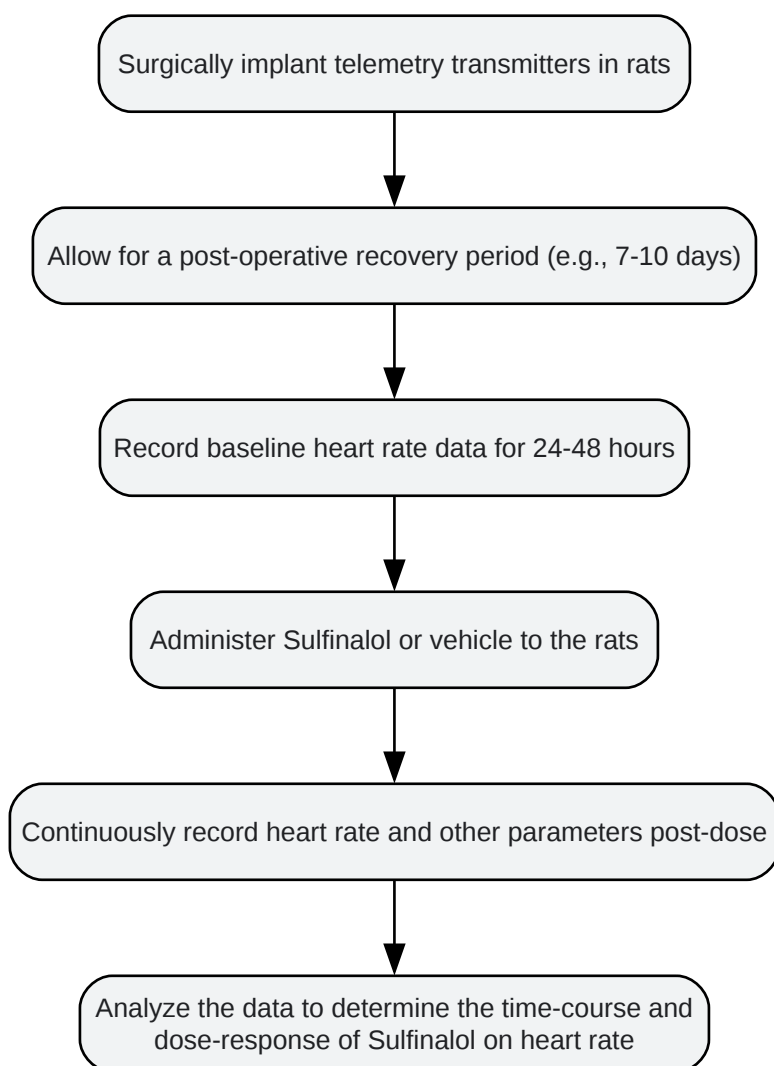 Surgically implant telemetry transmitters in rats
Allow for a post-operative recovery period (e.g., 7-10 days)
Record baseline heart rate data for 24-48 hours
Administer Sulfinalol or vehicle to the rats
Continuously record heart rate and other parameters post-dose
Analyze the data to determine the time-course and
dose-response of Sulfinalol on heart rate